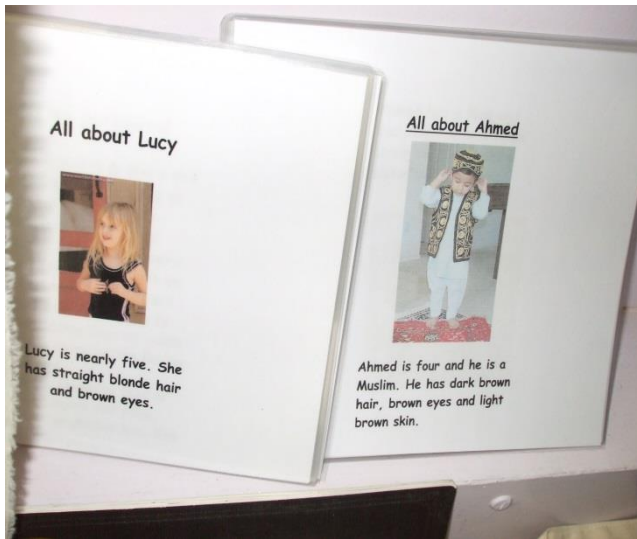 All about Lucy
Lucy is nearly five. She
has straight blonde hair
and brown eyes.
All about Ahmed
Ahmed is four and he is a
Muslim. He has dark brown
hair, brown eyes and light
brown skin.